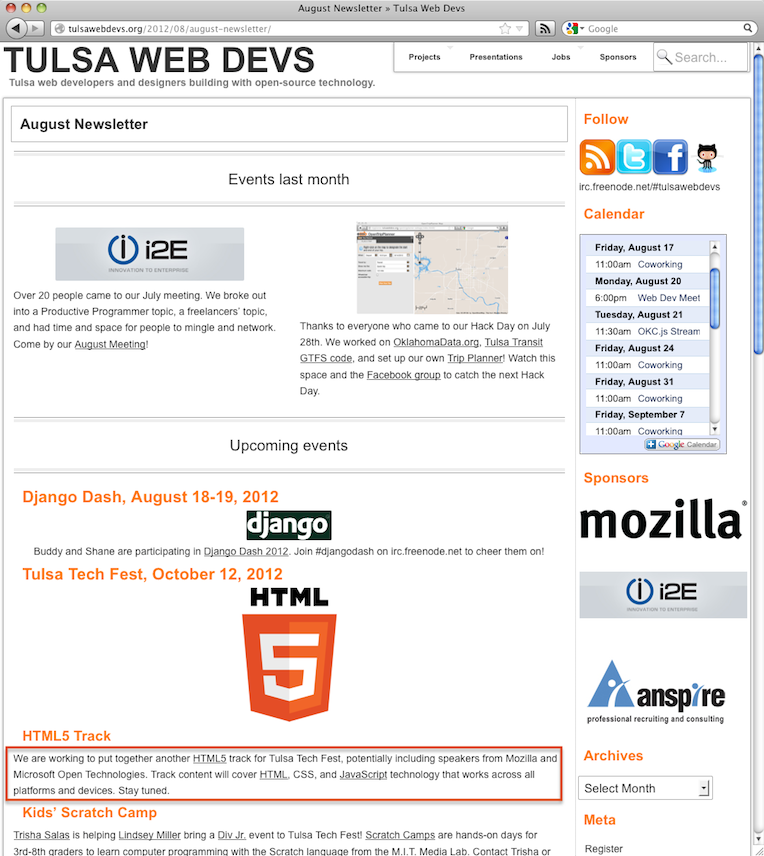 August Newsletter » Tulsa Web Devs
tulsawebdevs.org/2012/08/august-newsletter/
Google
TULSA WEB DEVS
Tulsa web developers and designers building with open-source technology.
Projects Presentations Jobs Sponsors Search...
August Newsletter
Events last month
i2E
INNOVATION TO ENTERPRISE
Over 20 people came to our July meeting. We broke out
into a Productive Programmer topic, a freelancers' topic,
and had time and space for people to mingle and network.
Come by our August Meeting!
Thanks to everyone who came to our Hack Day on July
28th. We worked on OklahomaData.org, Tulsa Transit
GTFS code, and set up our own Trip Planner! Watch this
space and the Facebook group to catch the next Hack
Day.
Upcoming events
Django Dash, August 18-19, 2012
django
Buddy and Shane are participating in Django Dash 2012. Join #djangodash on irc.freenode.net to cheer them on!
Tulsa Tech Fest, October 12, 2012
HTML
5
HTML5 Track
We are working to put together another HTML5 track for Tulsa Tech Fest, potentially including speakers from Mozilla and
Microsoft Open Technologies. Track content will cover HTML, CSS, and JavaScript technology that works across all
platforms and devices. Stay tuned.
Kids' Scratch Camp
Trisha Salas is helping Lindsey Miller bring a Div Jr. event to Tulsa Tech Fest! Scratch Camps are hands-on days for
3rd-8th graders to learn computer programming with the Scratch language from the M.I.T. Media Lab. Contact Trisha or
Follow
irc.freenode.net/#tulsawebdevs
Calendar
Friday, August 17
11:00am Coworking
Monday, August 20
6:00pm Web Dev Meet
Tuesday, August 21
11:30am OKC.js Stream
Friday, August 24
11:00am Coworking
Friday, August 31
11:00am Coworking
Friday, September 7
11:00am Coworking
Google Calendar
Sponsors
mozilla®
i2E
INNOVATION TO ENTERPRISE
anspire
professional recruiting and consulting
Archives
Select Month
Meta
Register